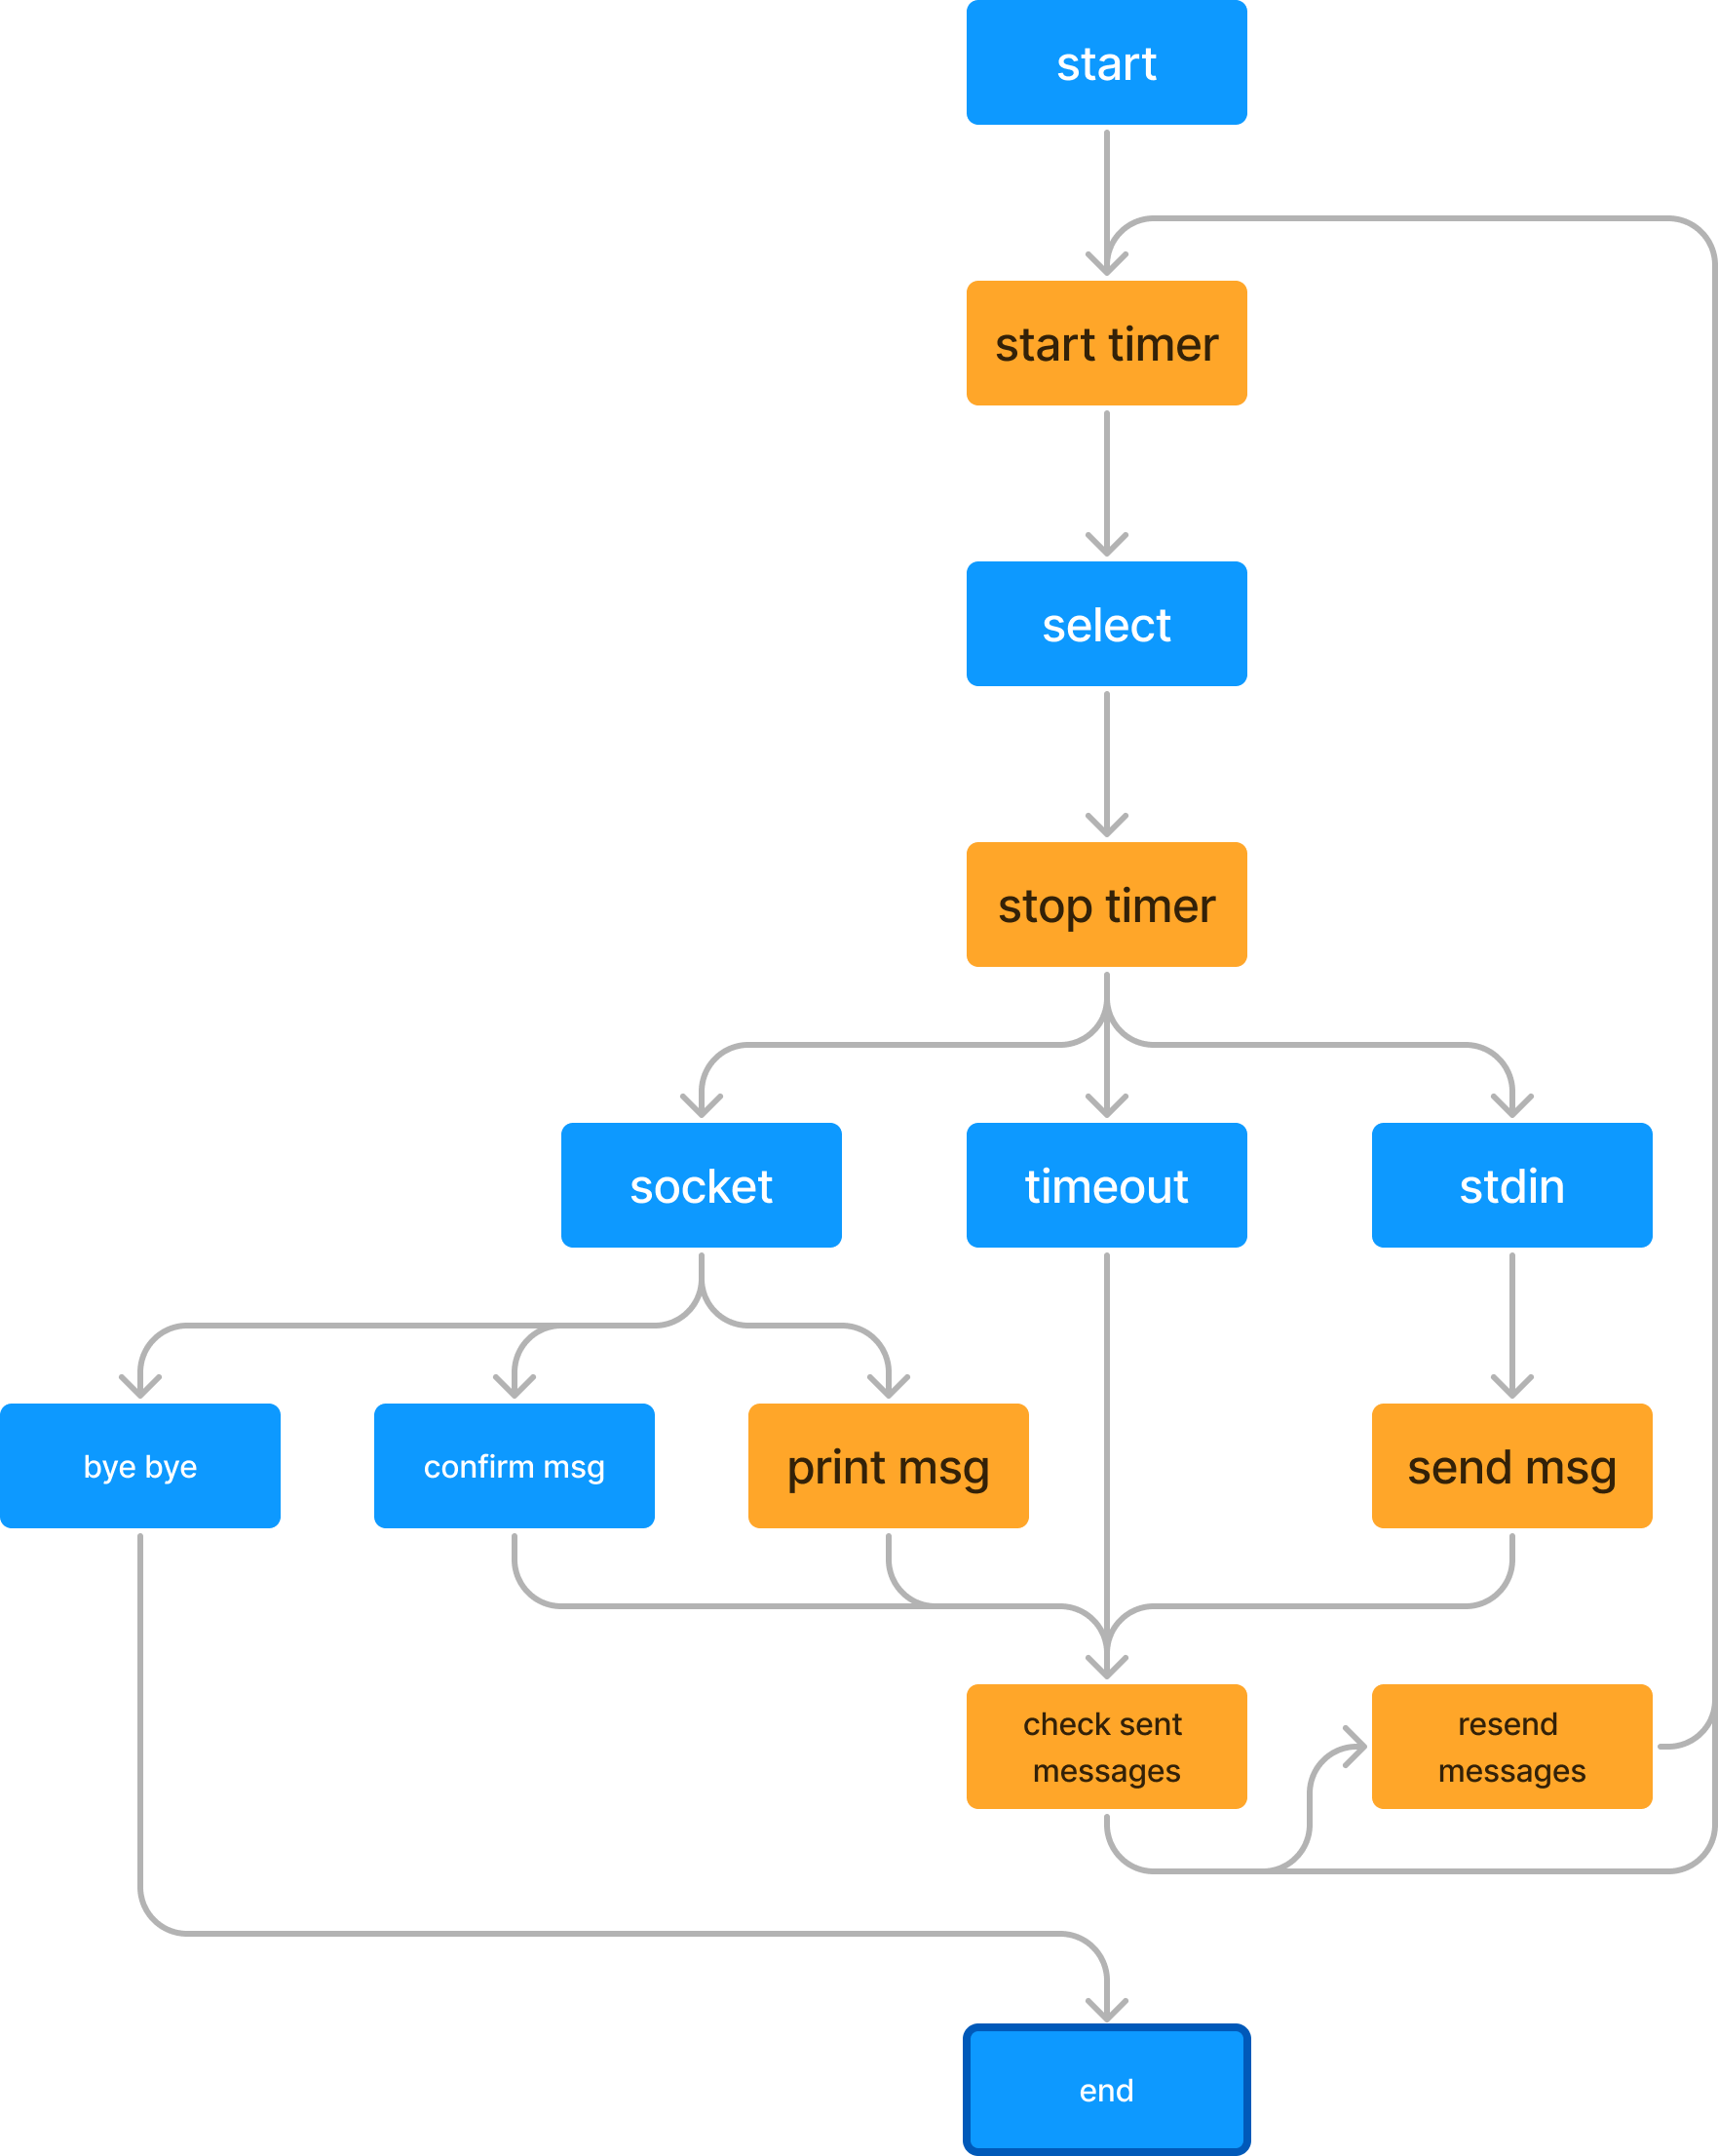 start
start timer
select
stop timer
socket
timeout
stdin
bye bye
confirm msg
print msg
send msg
check sent
messages
resend
messages
end